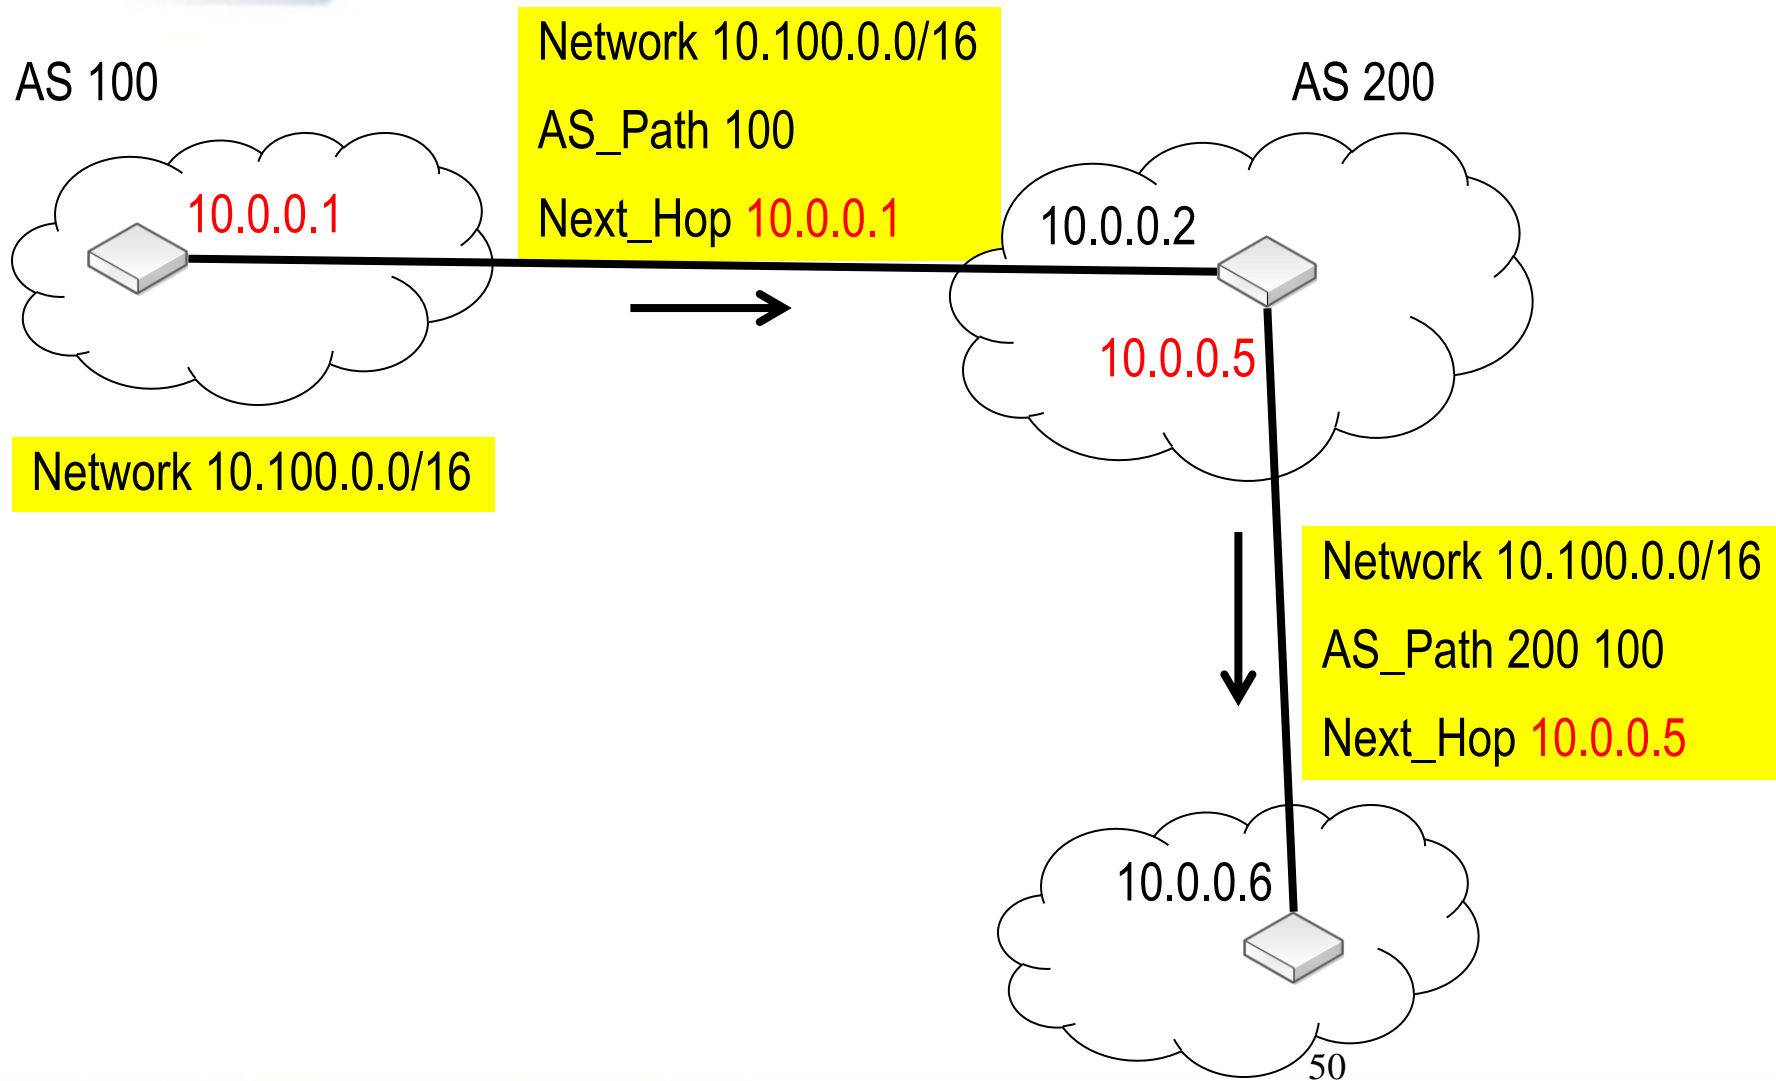 AS 100
Network 10.100.0.0/16
AS_Path 100
Next_Hop 10.0.0.1
AS 200
10.0.0.1
10.0.0.2
10.0.0.5
Network 10.100.0.0/16
Network 10.100.0.0/16
AS_Path 200 100
Next_Hop 10.0.0.5
10.0.0.6
50